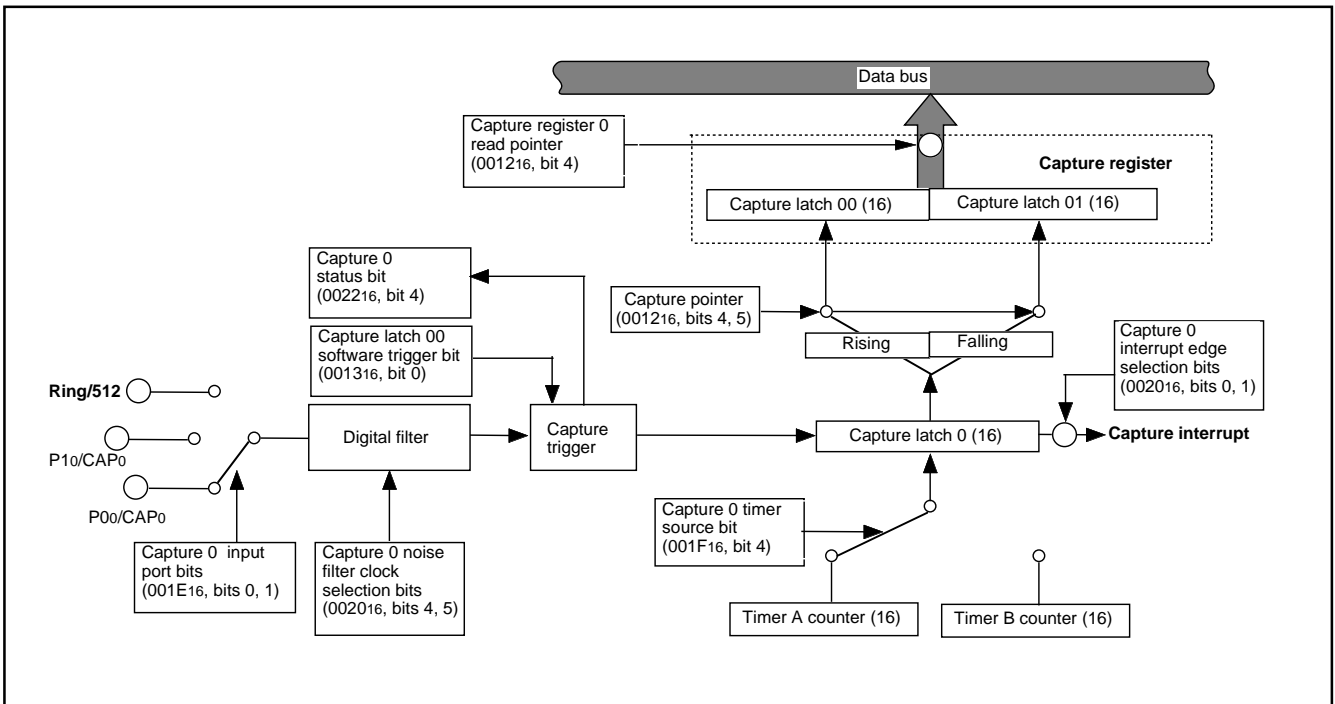 Data bus
Capture register 0
read pointer
(001216, bit 4)
Capture register
Capture latch 00 (16)
Capture latch 01 (16)
Capture 0
status bit
(002216, bit 4)
Capture pointer
(001216, bits 4, 5)
Rising
Falling
Capture 0
interrupt edge
selection bits
(002016, bits 0, 1)
Capture latch 00
software trigger bit
(001316, bit 0)
Ring/512
P10/CAP0
P00/CAP0
Digital filter
Capture
trigger
Capture latch 0 (16)
Capture interrupt
Capture 0 input
port bits
(001E16, bits 0, 1)
Capture 0 noise
filter clock
selection bits
(002016, bits 4, 5)
Capture 0 timer
source bit
(001F16, bit 4)
Timer A counter (16)
Timer B counter (16)